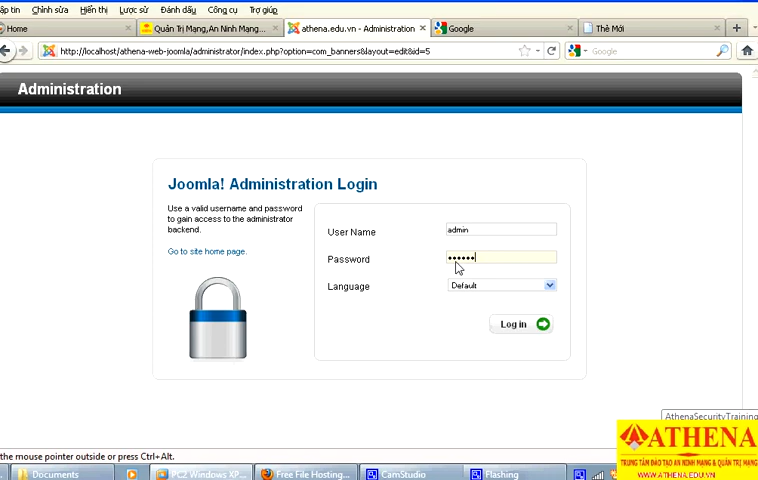 ập tin Chỉnh sửa Hiển thị Lược sử Đánh dấu Công cụ Trợ giúp
Home Quản Trị Mạng,An Ninh Mạng... athena.edu.vn - Administration Google Thẻ Mới
http://localhost/athena-web-joomla/administrator/index.php?option=com_banners&layout=edit&id=5 Google
Administration
Joomla! Administration Login
Use a valid username and password
to gain access to the administrator
backend.
Go to site home page.
User Name admin
Password ••••••
Language Default
Log in
AthenaSecurityTraining
ATHENA
TRUNG TÂM ĐÀO TẠO AN NINH MẠNG & QUẢN TRỊ MẠNG
WWW.ATHENA.EDU.VN
the mouse pointer outside or press Ctrl+Alt.
Documents PC2 Windows XP... Free File Hosting... CamStudio Flashing